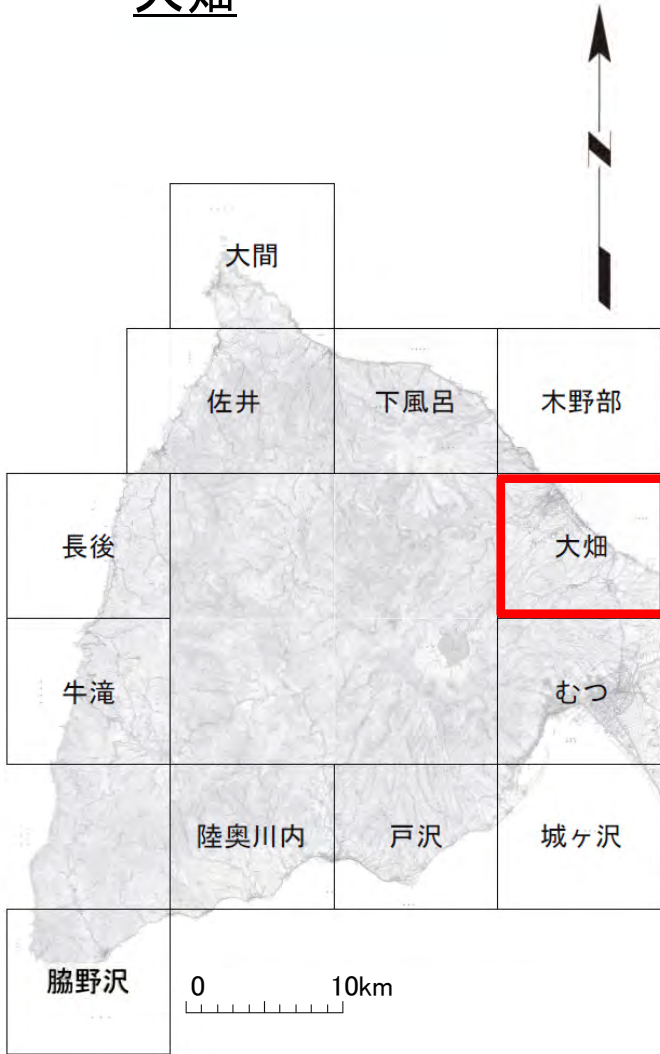 大畑
N
大間
佐井 下風呂 木野部
長後 大畑
牛滝 むつ
陸奥川内 戸沢 城ヶ沢
脇野沢
0 10km